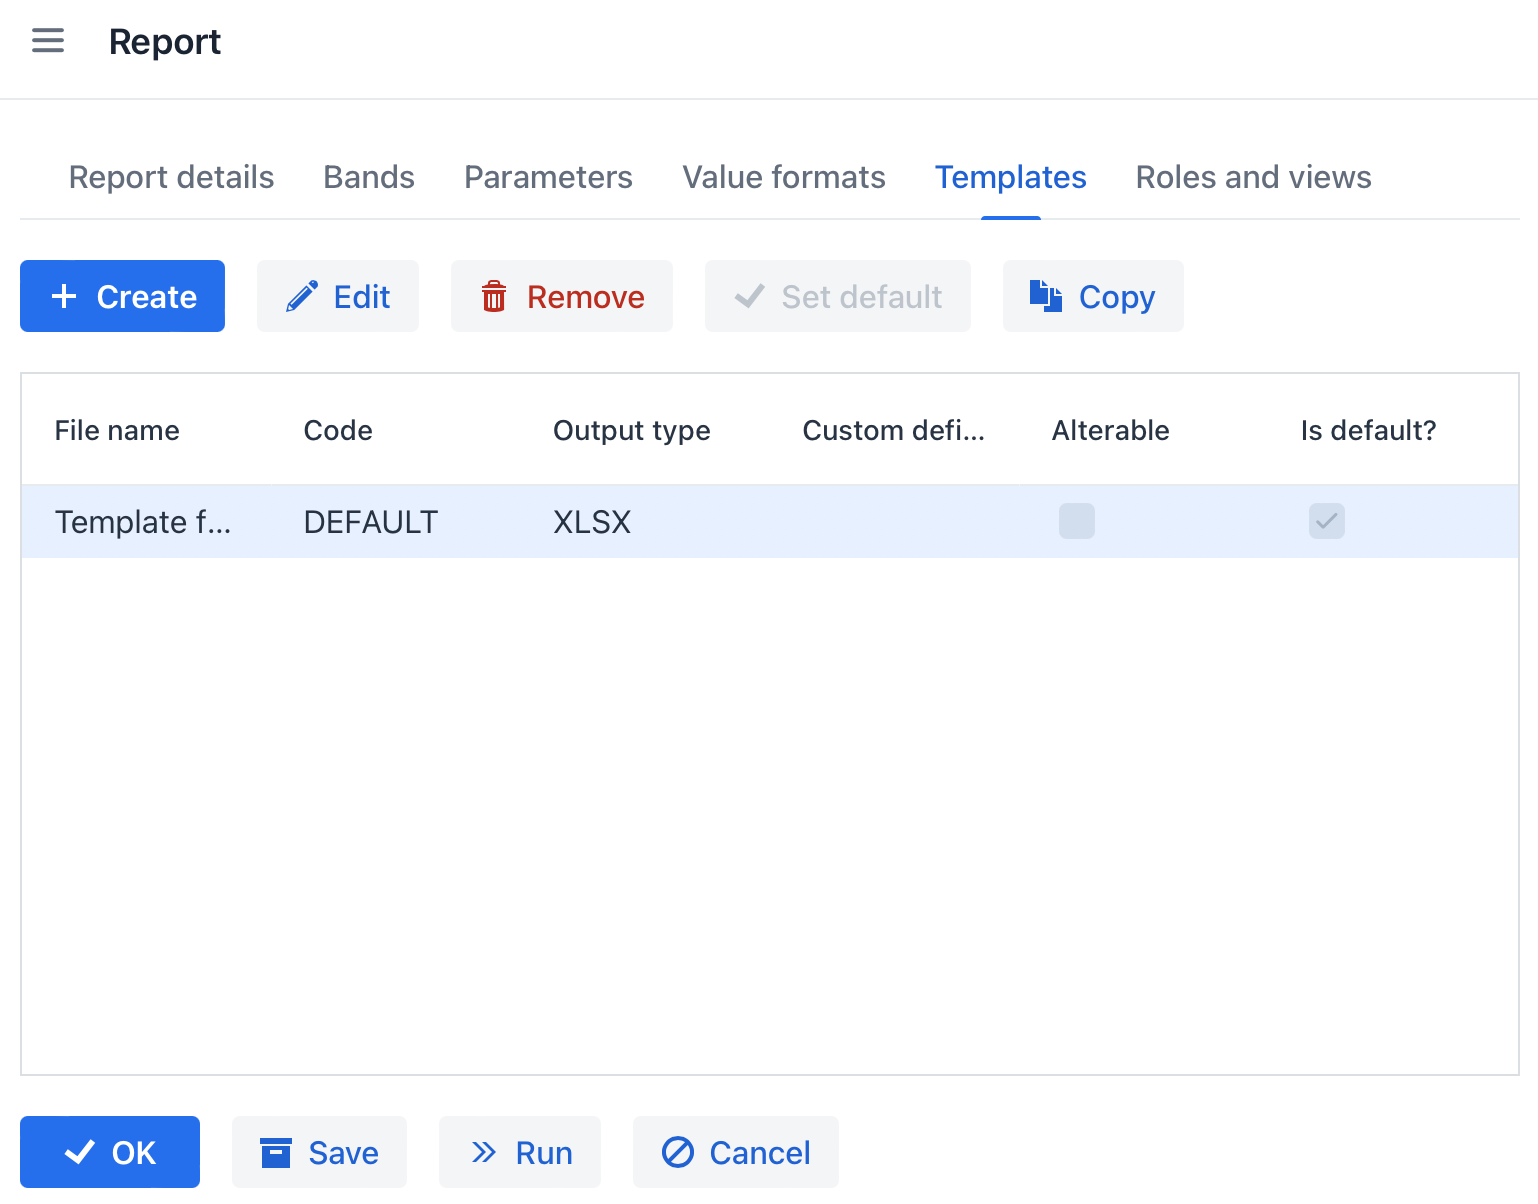 Report
Report details Bands Parameters Value formats Templates Roles and views
Create Edit Remove Set default Copy
File name Code Output type Custom defi... Alterable Is default?
Template f... DEFAULT XLSX
OK Save Run Cancel